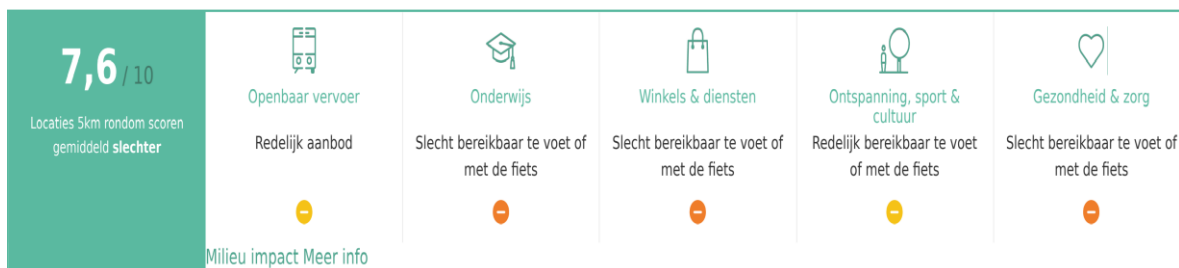 7,6 / 10
Locaties 5km rondom scoren
gemiddeld slechter
Openbaar vervoer
Redelijk aanbod
Onderwijs
Slecht bereikbaar te voet of
met de fiets
Winkels & diensten
Slecht bereikbaar te voet of
met de fiets
Ontspanning, sport &
cultuur
Redelijk bereikbaar te voet
of met de fiets
Gezondheid & zorg
Slecht bereikbaar te voet of
met de fiets
Milieu impact Meer info